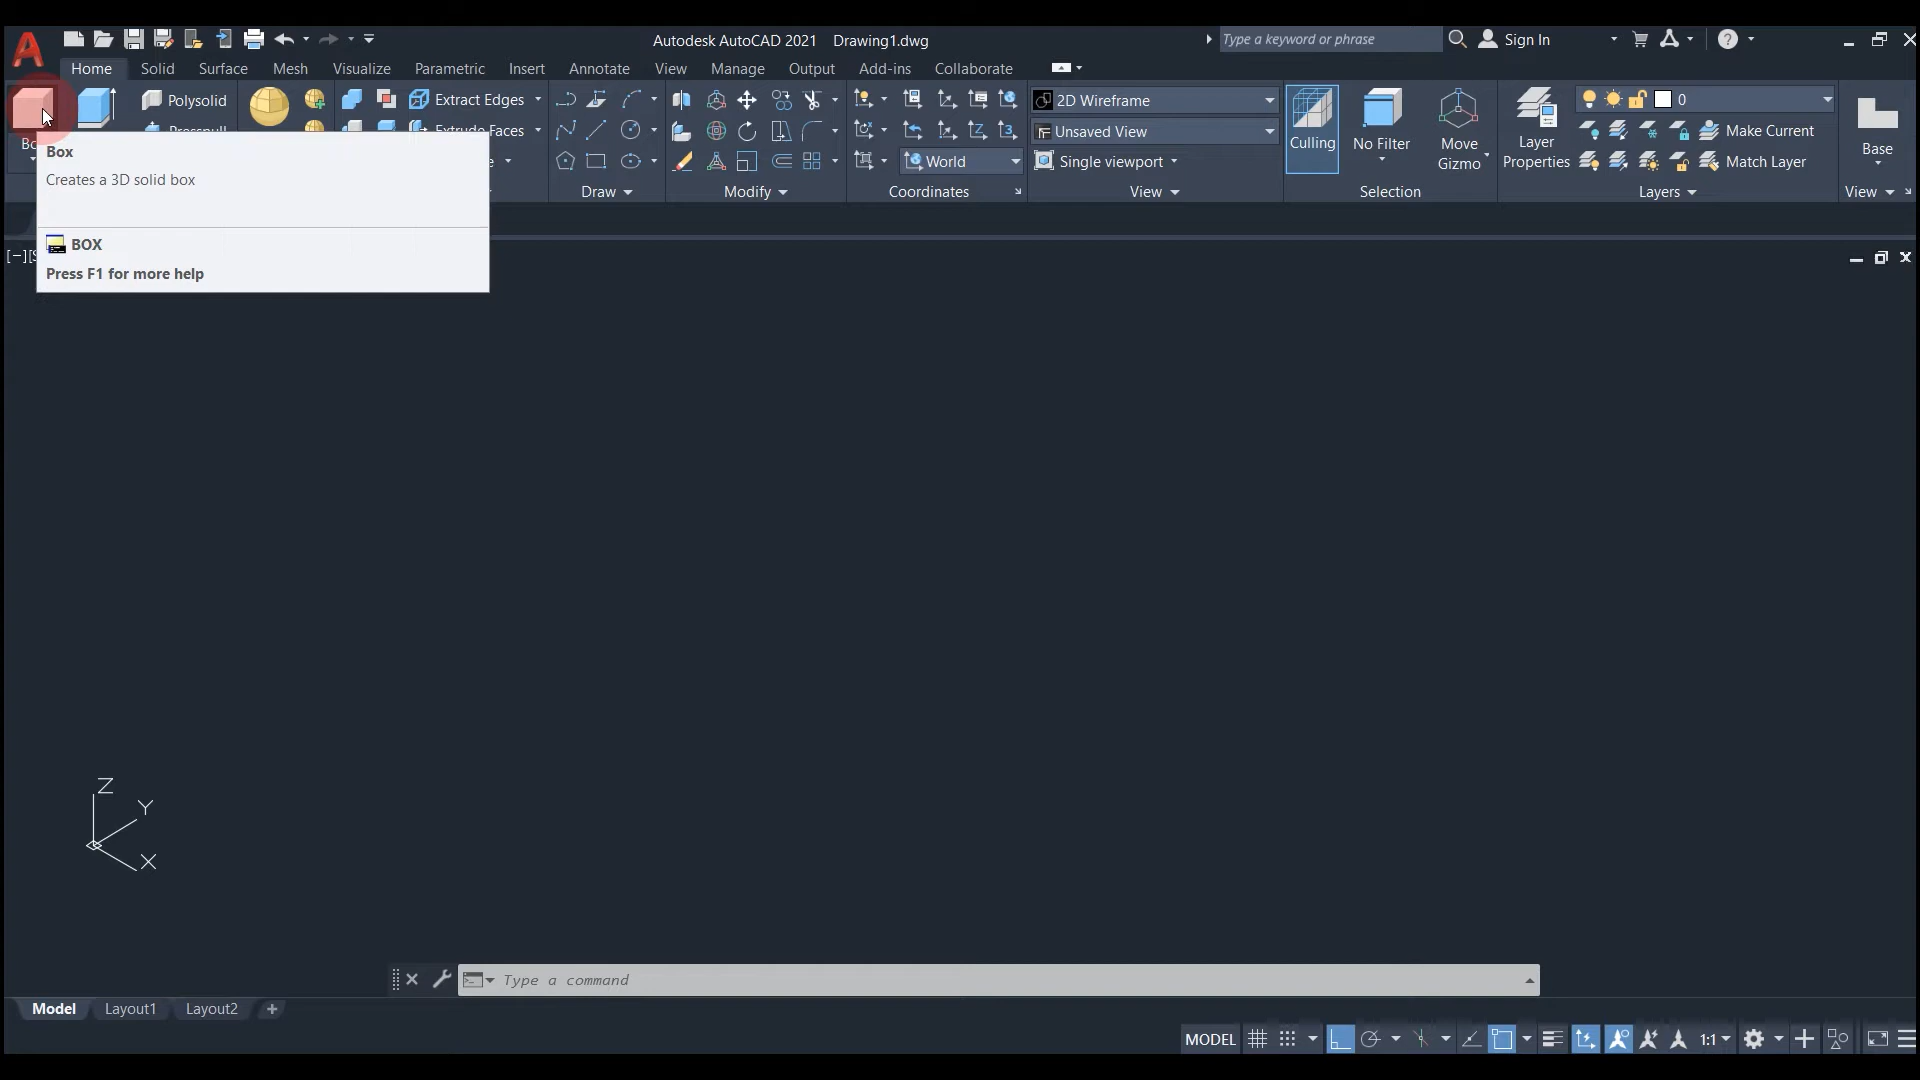 Autodesk AutoCAD 2021 Drawing1.dwg
Type a keyword or phrase
Sign In
Home Solid Surface Mesh Visualize Parametric Insert Annotate View Manage Output Add-ins Collaborate
Polysolid
Extract Edges
Extrude Faces
2D Wireframe
Unsaved View
World
Single viewport
Culling
No Filter
Move
Gizmo
Layer
Properties
0
Make Current
Match Layer
Base
Draw
Modify
Coordinates
View
Selection
Layers
View
Box
Creates a 3D solid box
BOX
Press F1 for more help
[−]
Z
Y
X
Type a command
Model Layout1 Layout2
MODEL
1:1